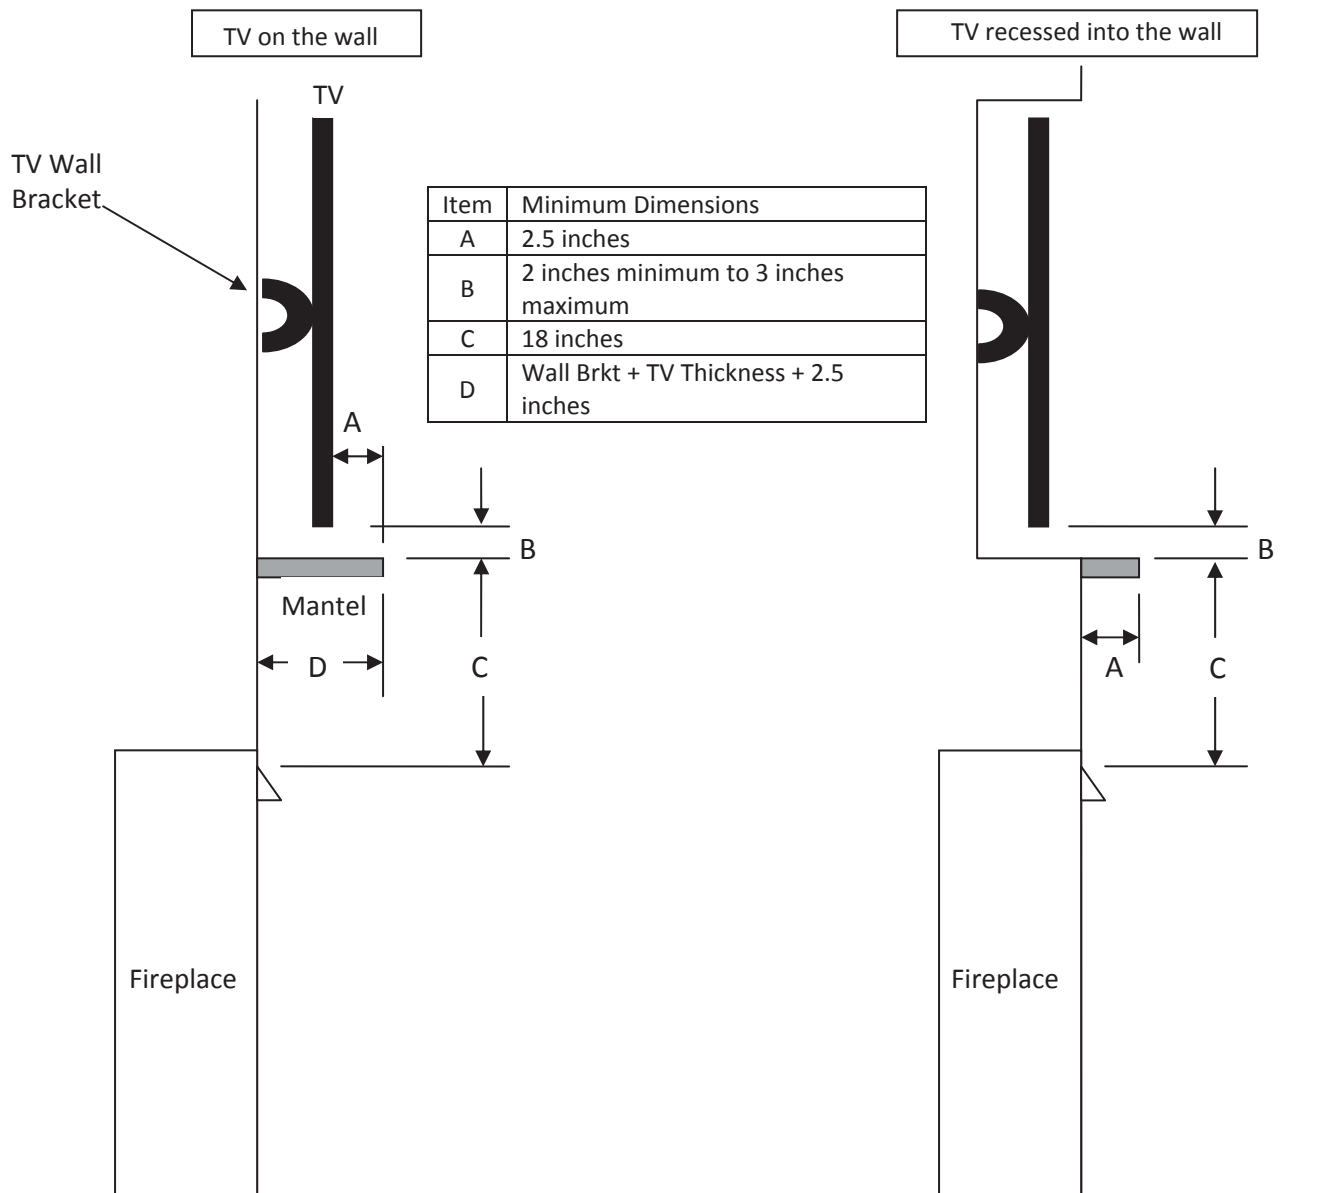 TV on the wall
TV recessed into the wall
TV
TV Wall
Bracket
Item Minimum Dimensions
A 2.5 inches
B 2 inches minimum to 3 inches
maximum
C 18 inches
D Wall Brkt + TV Thickness + 2.5
inches
A
B
Mantel
D
C
Fireplace
B
A
C
Fireplace